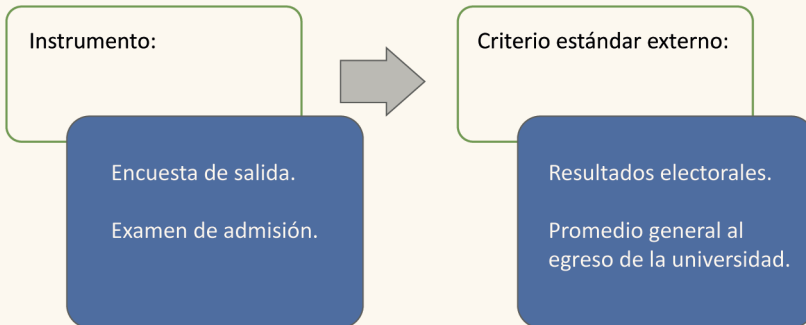 Instrumento:
Encuesta de salida.
Examen de admisión.
Criterio estándar externo:
Resultados electorales.
Promedio general al
egreso de la universidad.